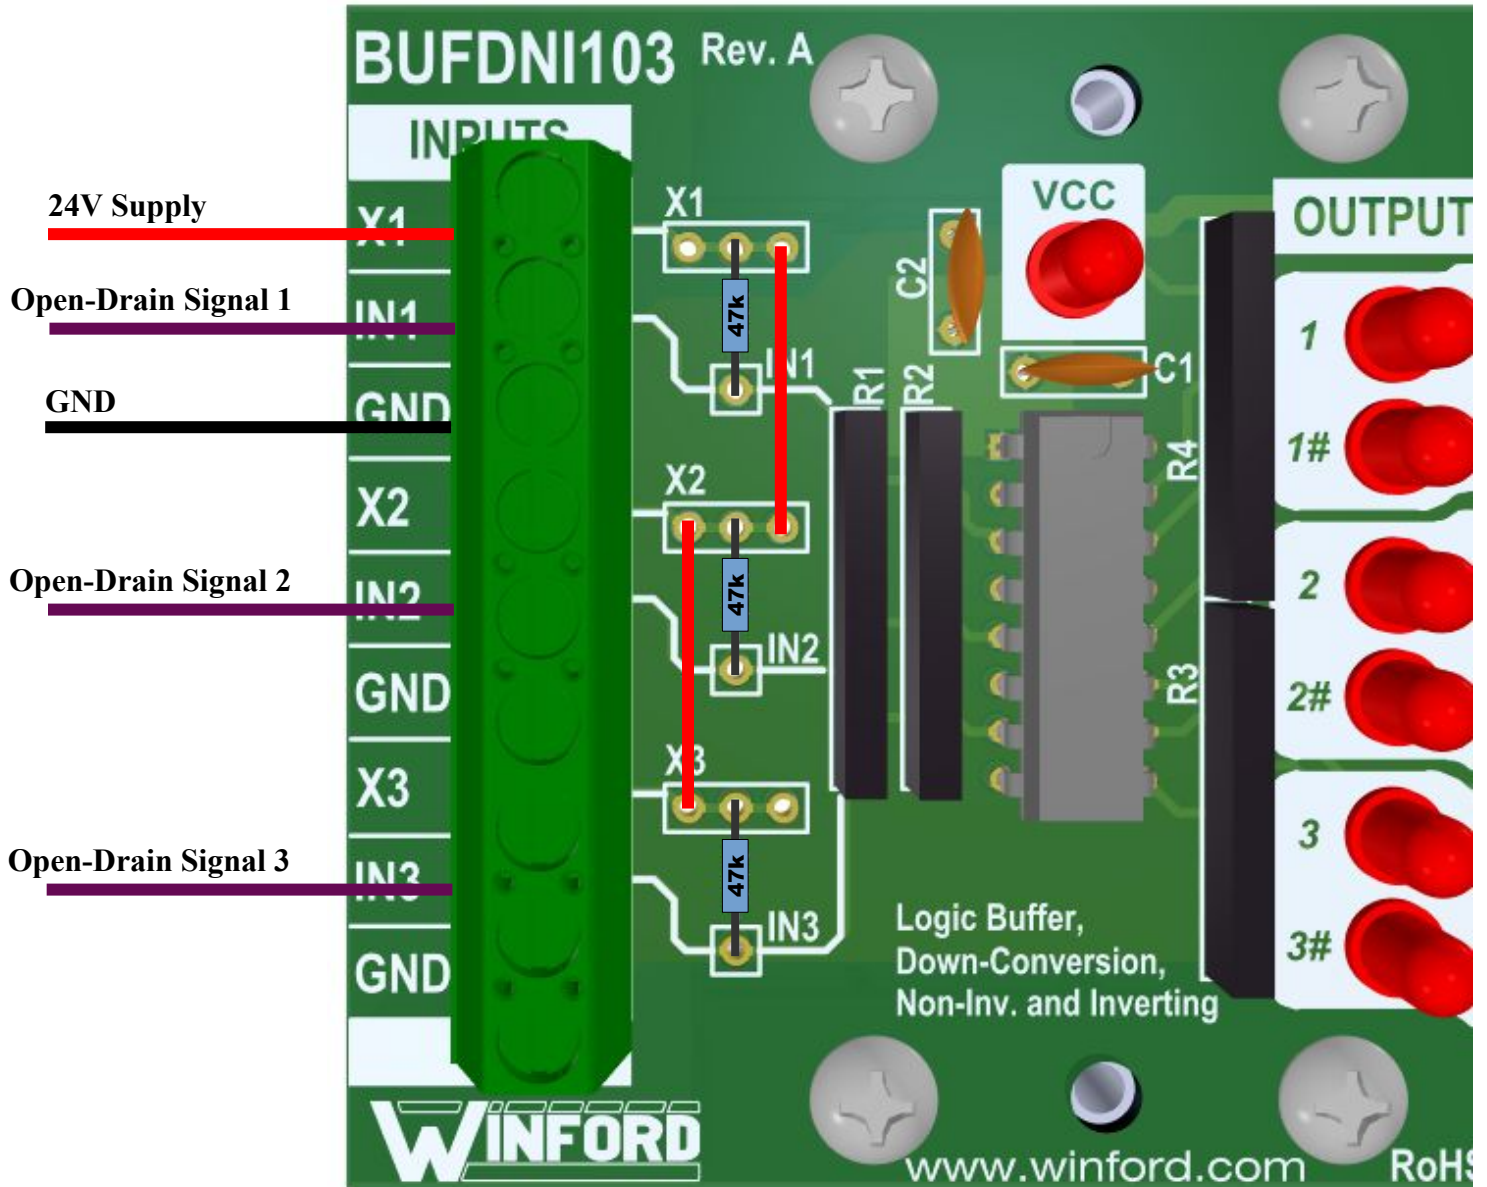 BUFDNI103 Rev. A
INPUTS
24V Supply
X1
Open-Drain Signal 1
IN1
GND
GND
X2
Open-Drain Signal 2
IN2
GND
X3
Open-Drain Signal 3
IN3
GND
X1
47k
IN1
X2
47k
IN2
X3
47k
IN3
C2
VCC
C1
R1
R2
R4
R3
OUTPUT
1
1#
2
2#
3
3#
Logic Buffer,
Down-Conversion,
Non-Inv. and Inverting
WINFORD
www.winford.com
RoHS